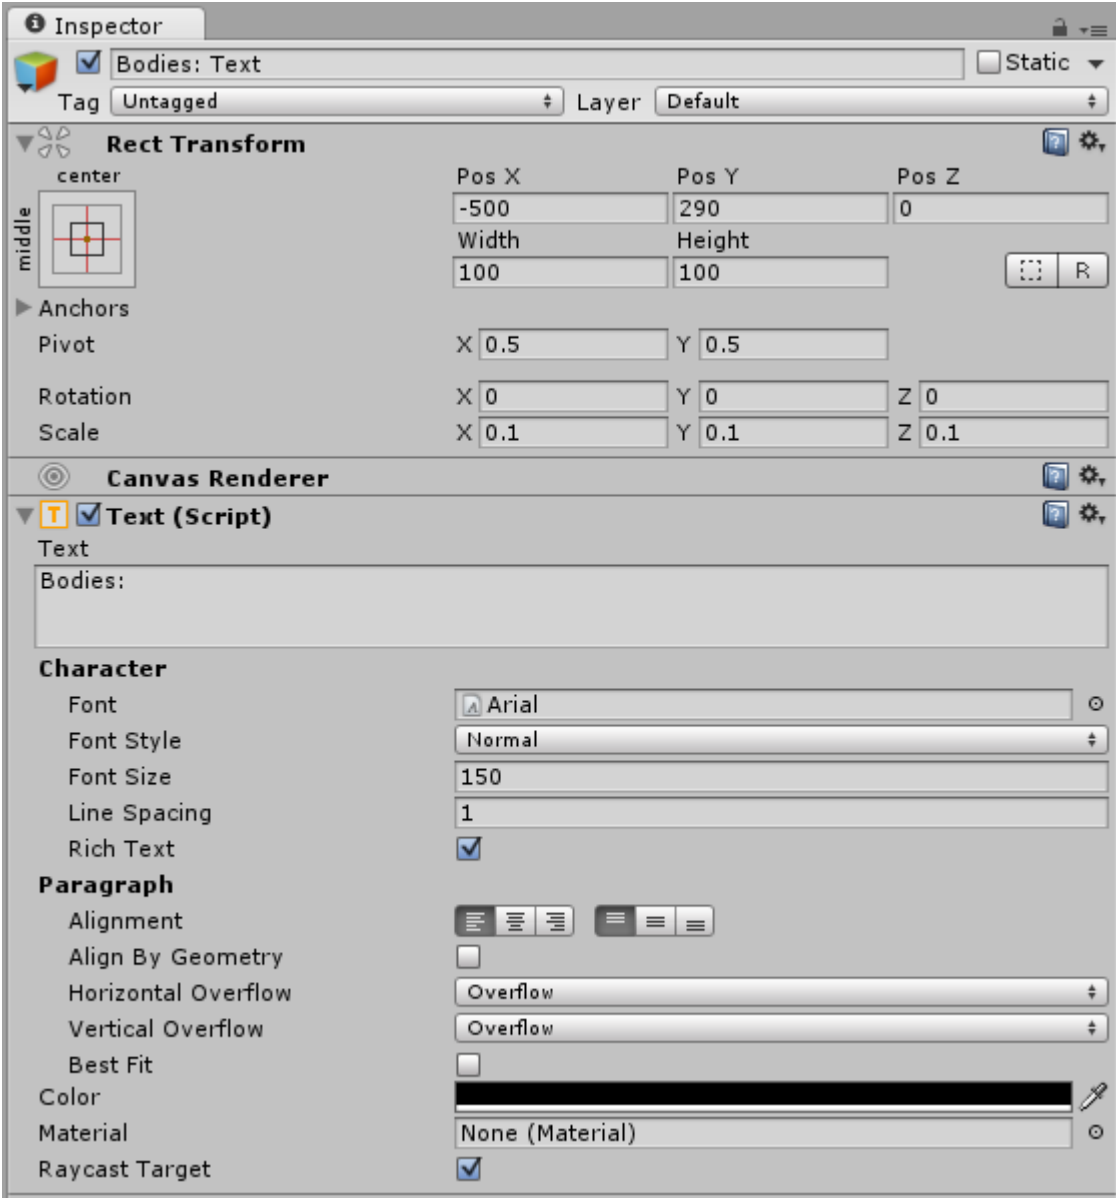 Inspector
Bodies: Text Static
Tag Untagged Layer Default
Rect Transform
center Pos X Pos Y Pos Z
middle -500 290 0
Width Height
100 100 R
Anchors
Pivot X 0.5 Y 0.5
Rotation X 0 Y 0 Z 0
Scale X 0.1 Y 0.1 Z 0.1
Canvas Renderer
T Text (Script)
Text
Bodies:
Character
Font Arial
Font Style Normal
Font Size 150
Line Spacing 1
Rich Text
Paragraph
Alignment
Align By Geometry
Horizontal Overflow Overflow
Vertical Overflow Overflow
Best Fit
Color
Material None (Material)
Raycast Target